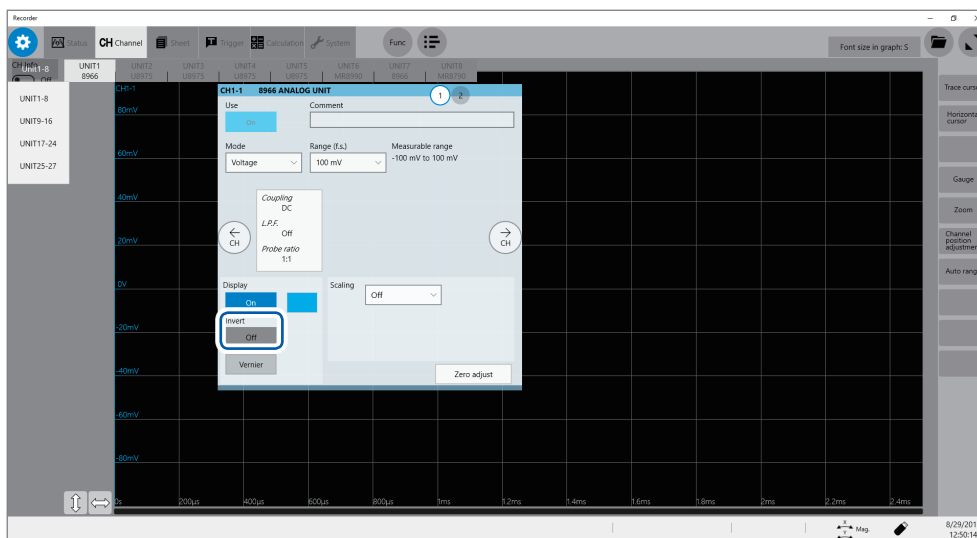 Recorder
Status CH Channel Sheet Trigger Calculation System Func Font size in graph: S
CH Info
Unit1-8
Off
UNIT1 UNIT2 UNIT3 UNIT4 UNIT5 UNIT6 UNIT7 UNIT8
8966 U8975 U8975 U8975 U8975 MR8990 8966 MR8790
UNIT1-8
UNIT9-16
UNIT17-24
UNIT25-27
CH1-1
80mV
60mV
40mV
20mV
0V
-20mV
-40mV
-60mV
-80mV
CH1-1 8966 ANALOG UNIT
1 2
Use Comment
On
Mode Range (f.s.) Measurable range
Voltage 100 mV -100 mV to 100 mV
Coupling
DC
L.P.F.
Off
Probe ratio
1:1
CH
CH
Display
On
Scaling
Off
Invert
Off
Vernier
Zero adjust
Trace curs
Horizonta
cursor
Gauge
Zoom
Channel
position
adjustmen
Auto rang
0s 200µs 400µs 600µs 800µs 1ms 1.2ms 1.4ms 1.6ms 1.8ms 2ms 2.2ms 2.4ms
X
Y
Mag.
8/29/201
12:50:14